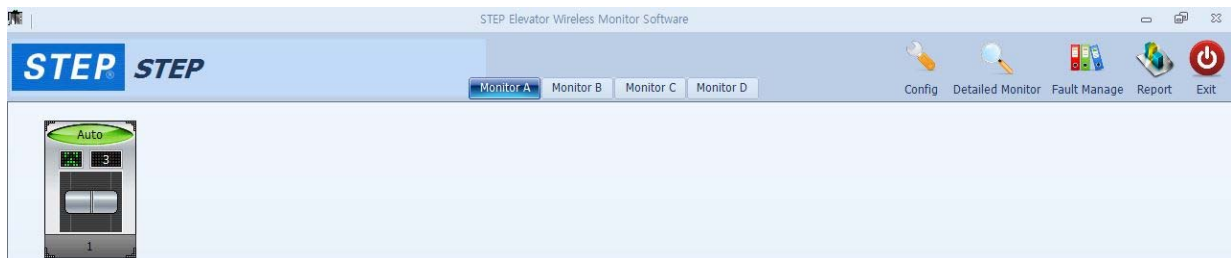 STEP Elevator Wireless Monitor Software
STEP STEP
Monitor A Monitor B Monitor C Monitor D
Config Detailed Monitor Fault Manage Report Exit
Auto
3
1